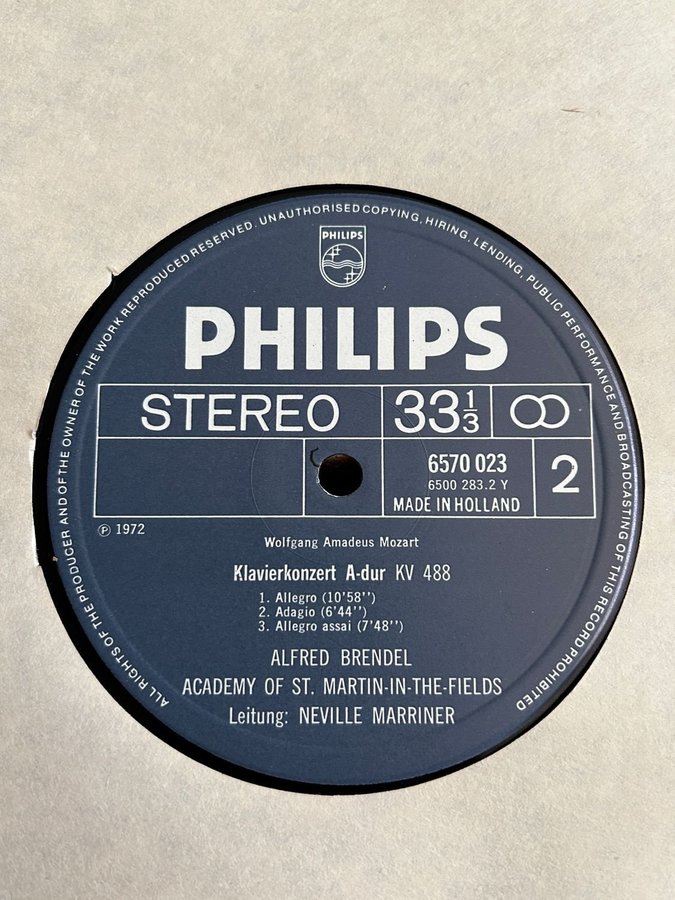 ALL RIGHTS OF THE PRODUCER AND OF THE OWNER OF THE WORK REPRODUCED RESERVED. UNAUTHORISED COPYING, HIRING, LENDING, PUBLIC PERFORMANCE AND BROADCASTING OF THIS RECORD PROHIBITED
PHILIPS
PHILIPS
STEREO 33 1/3
6570 023
6500 283.2 Y
MADE IN HOLLAND
2
℗ 1972
Wolfgang Amadeus Mozart
Klavierkonzert A-dur KV 488
1. Allegro (10'58'')
2. Adagio (6'44'')
3. Allegro assai (7'48'')
ALFRED BRENDEL
ACADEMY OF ST. MARTIN-IN-THE-FIELDS
Leitung: NEVILLE MARRINER